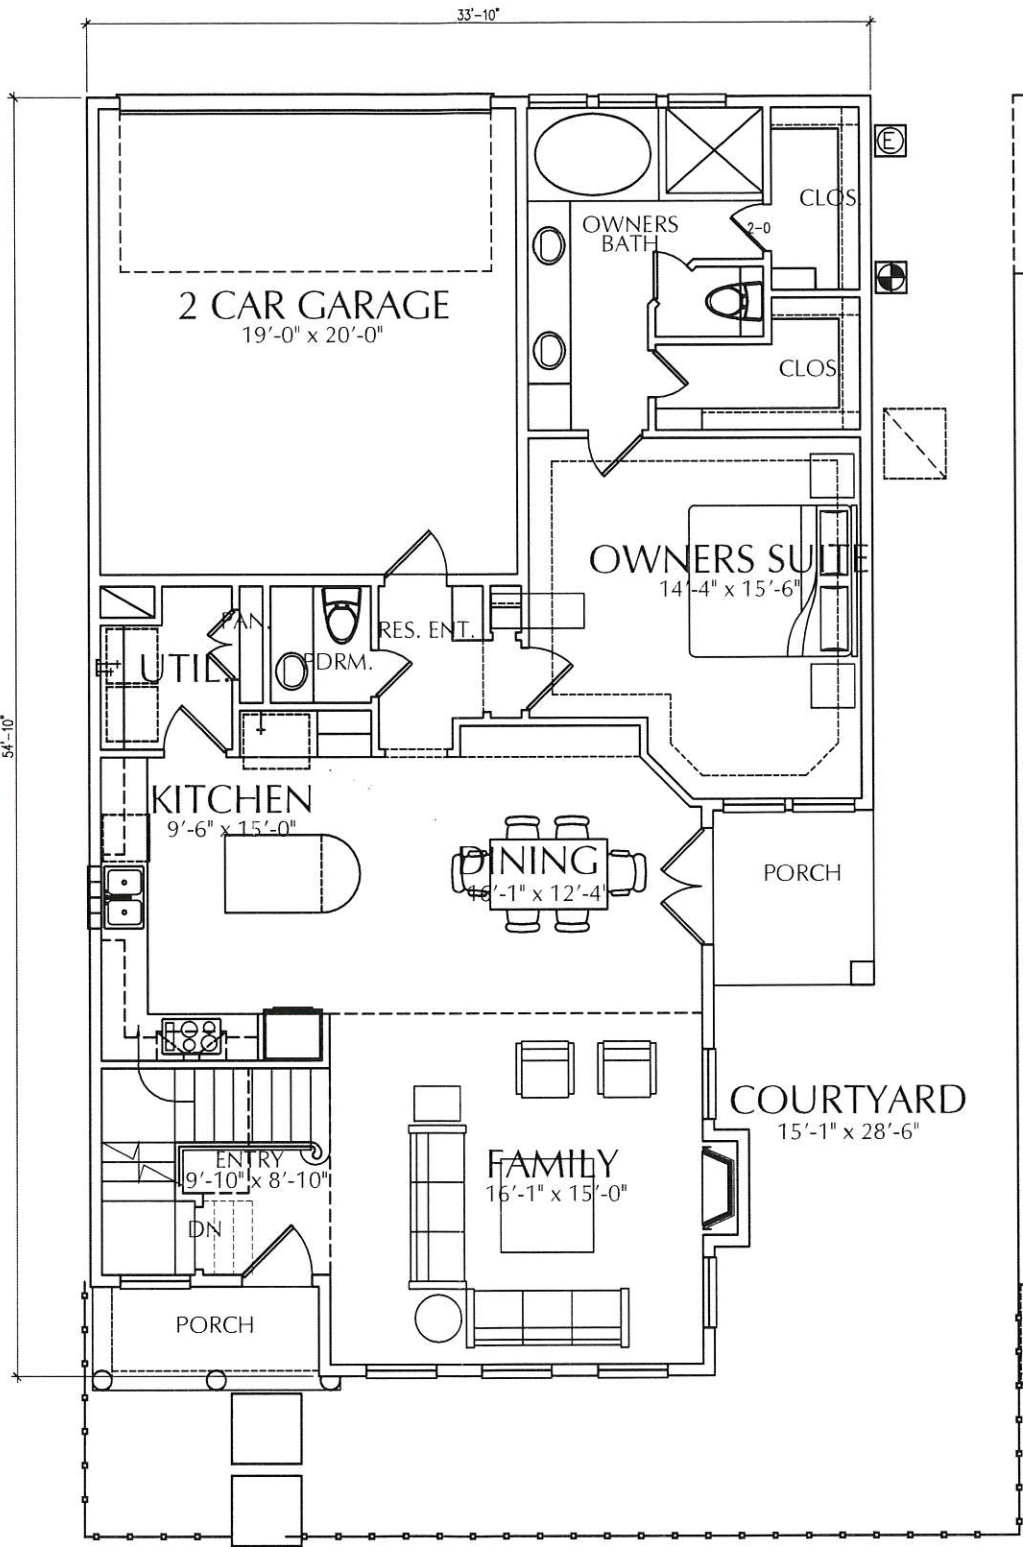 33'-10"
E
CLOS.
OWNERS
BATH
2-0
2 CAR GARAGE
19'-0" x 20'-0"
CLOS.
OWNERS SUITE
14'-4" x 15'-6"
PAN.
RES. ENT.
UTIL.
PDRM.
54'-10"
KITCHEN
9'-6" x 15'-0"
DINING
16'-1" x 12'-4"
PORCH
COURTYARD
15'-1" x 28'-6"
ENTRY
9'-10" x 8'-10"
FAMILY
16'-1" x 15'-0"
DN
PORCH